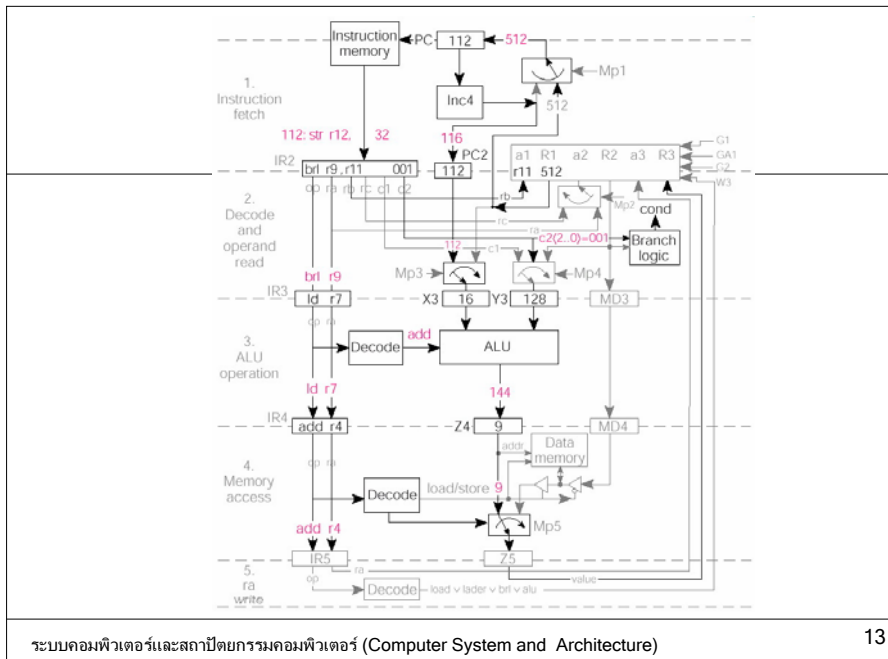 Instruction memory PC 112 512
Mp1
1. Instruction fetch
Inc4 512
112: str r12, 32 116
PC2
IR2 brl r9,r11 001 112
a1 R1 a2 R2 a3 R3 G1
GA1
G2
W3
r11 512
op ra rb rc c1 c2
rb
Mp2
2. Decode and operand read
rc
ra
cond
112 c1 c2(2..0)=001
Branch logic
Mp3 Mp4
brl r9
IR3 ld r7 X3 16 Y3 128 MD3
op ra
3. ALU operation
Decode add ALU
ld r7 144
IR4 add r4 Z4 9 MD4
op ra
addr Data memory
4. Memory access
Decode load/store 9
Mp5
add r4
IR5 Z5
5. ra write
op ra value
Decode load ∨ lader ∨ brl ∨ alu
ระบบคอมพิวเตอร์และสถาปัตยกรรมคอมพิวเตอร์ (Computer System and Architecture) 13